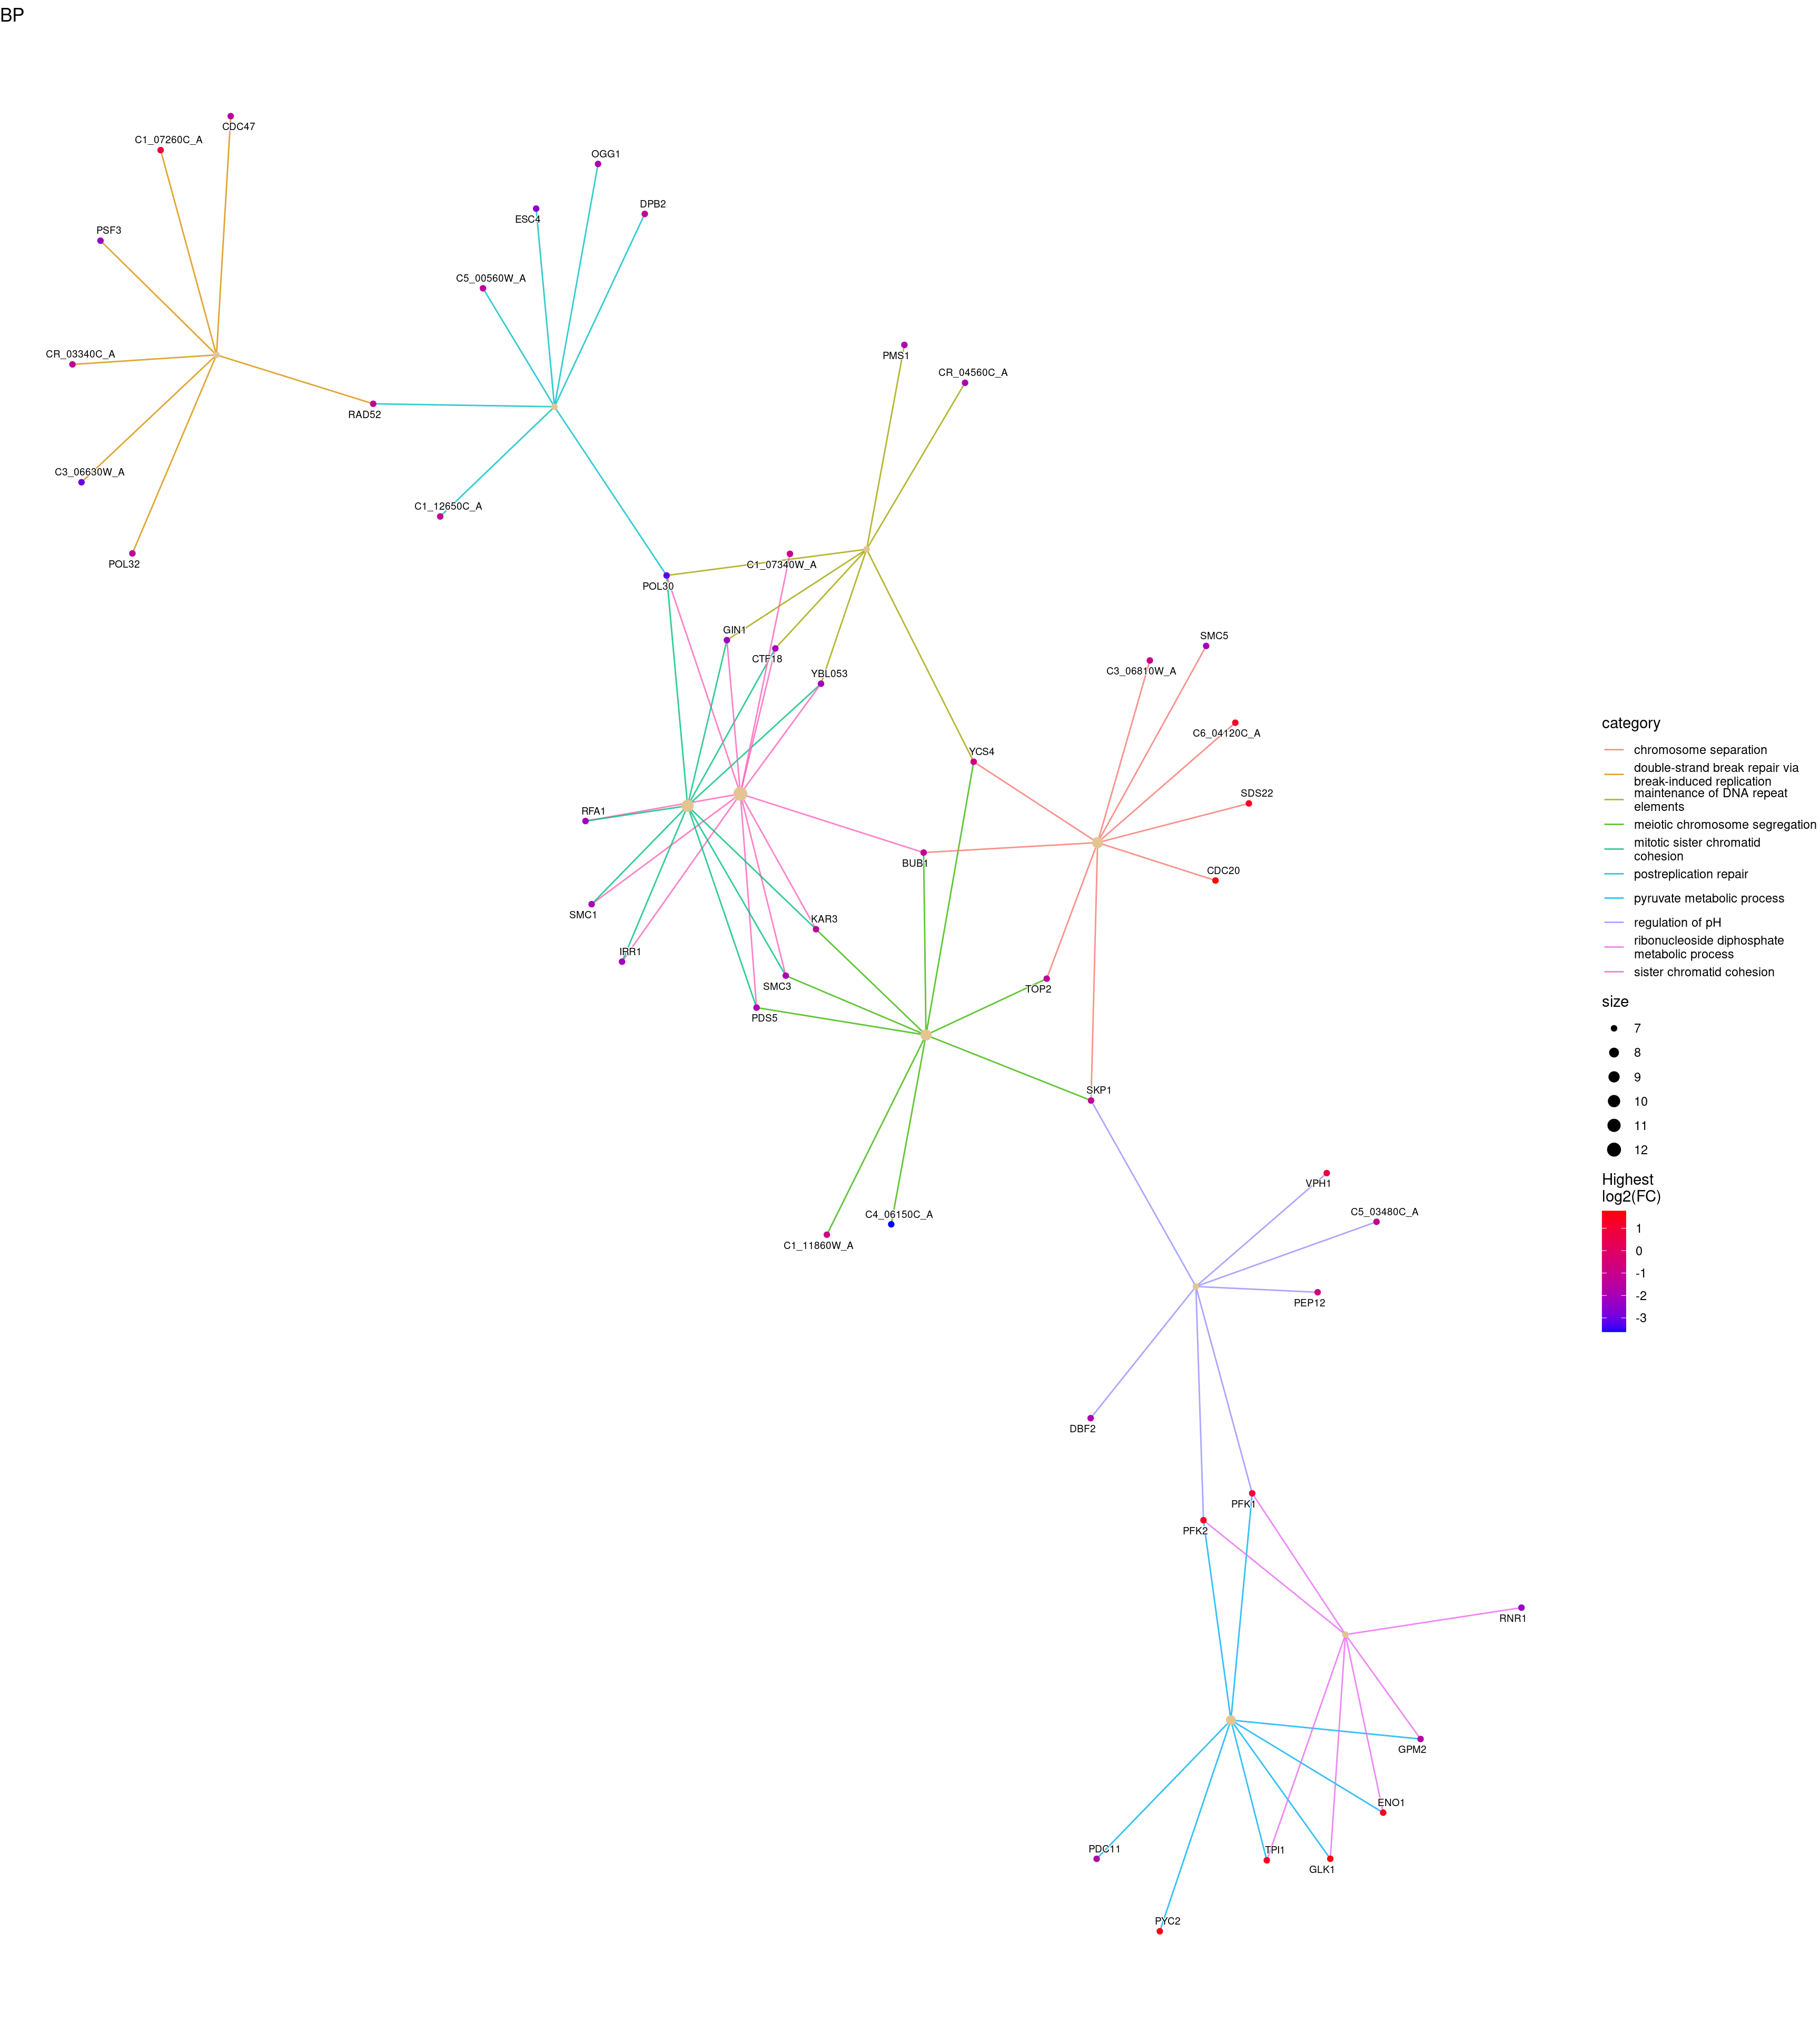 BP
CDC47
C1_07260C_A
OGG1
DPB2
ESC4
PSF3
C5_00560W_A
CR_03340C_A
PMS1
CR_04560C_A
RAD52
C3_06630W_A
C1_12650C_A
POL32
C1_07340W_A
POL30
GIN1
CTF18
YBL053
SMC5
C3_06810W_A
C6_04120C_A
YCS4
SDS22
RFA1
BUB1
CDC20
SMC1
KAR3
IRR1
SMC3
TOP2
PDS5
SKP1
VPH1
C5_03480C_A
C4_06150C_A
C1_11860W_A
PEP12
DBF2
PFK1
PFK2
RNR1
GPM2
ENO1
PDC11
TPI1
GLK1
PYC2
category
chromosome separation
double-strand break repair via
break-induced replication
maintenance of DNA repeat
elements
meiotic chromosome segregation
mitotic sister chromatid
cohesion
postreplication repair
pyruvate metabolic process
regulation of pH
ribonucleoside diphosphate
metabolic process
sister chromatid cohesion
size
7
8
9
10
11
12
Highest
log2(FC)
1
0
-1
-2
-3